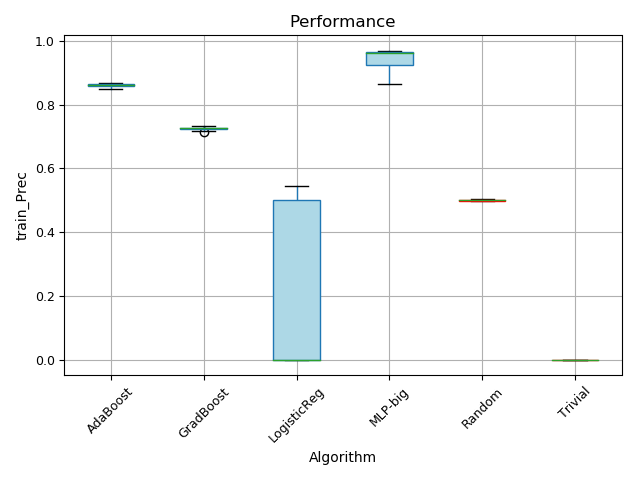 Performance
1.0
0.8
0.6
0.4
0.2
0.0
train_Prec
AdaBoost
GradBoost
LogisticReg
MLP-big
Random
Trivial
Algorithm